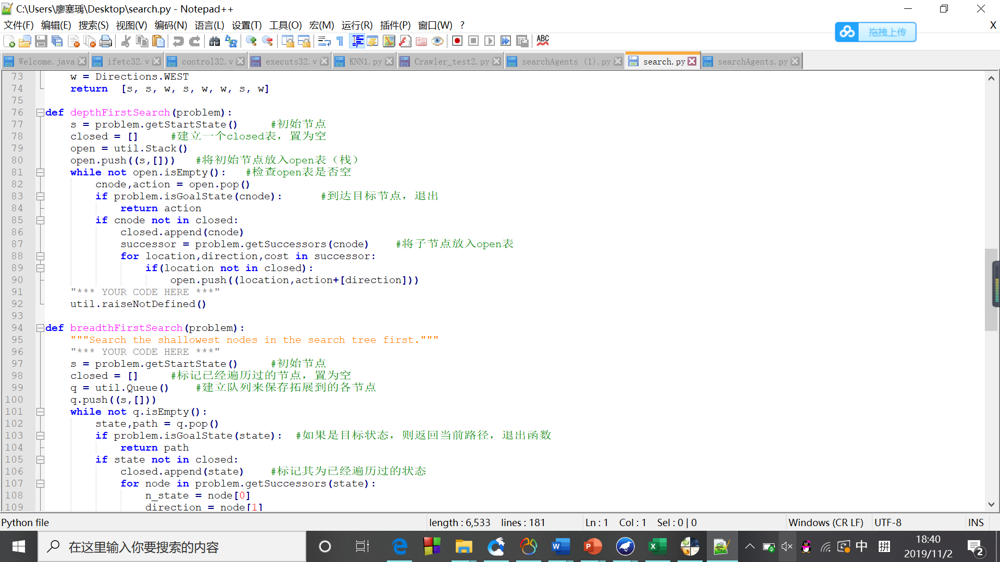 C:\Users\廖塞瑀\Desktop\search.py - Notepad++
文件(F) 编辑(E) 搜索(S) 视图(V) 编码(N) 语言(L) 设置(T) 工具(O) 宏(M) 运行(R) 插件(P) 窗口(W) ? X
拖拽上传
ABC
Welcome.java ifetc32.v control32.v executs32.v KNN1.py Crawler_test2.py searchAgents (1).py search.py searchAgents.py
73 w = Directions.WEST
74 return [s, s, w, s, w, w, s, w]
75
76 def depthFirstSearch(problem):
77 s = problem.getStartState() #初始节点
78 closed = [] #建立一个closed表，置为空
79 open = util.Stack()
80 open.push((s,[])) #将初始节点放入open表（栈）
81 while not open.isEmpty(): #检查open表是否空
82 cnode,action = open.pop()
83 if problem.isGoalState(cnode): #到达目标节点，退出
84 return action
85 if cnode not in closed:
86 closed.append(cnode)
87 successor = problem.getSuccessors(cnode) #将子节点放入open表
88 for location,direction,cost in successor:
89 if(location not in closed):
90 open.push((location,action+[direction]))
91 "*** YOUR CODE HERE ***"
92 util.raiseNotDefined()
93
94 def breadthFirstSearch(problem):
95 """Search the shallowest nodes in the search tree first."""
96 "*** YOUR CODE HERE ***"
97 s = problem.getStartState() #初始节点
98 closed = [] #标记已经遍历过的节点，置为空
99 q = util.Queue() #建立队列来保存拓展到的各节点
100 q.push((s,[]))
101 while not q.isEmpty():
102 state,path = q.pop()
103 if problem.isGoalState(state): #如果是目标状态，则返回当前路径，退出函数
104 return path
105 if state not in closed:
106 closed.append(state) #标记其为已经遍历过的状态
107 for node in problem.getSuccessors(state):
108 n_state = node[0]
109 direction = node[1]
Python file length : 6,533 lines : 181 Ln : 1 Col : 1 Sel : 0 | 0 Windows (CR LF) UTF-8 INS
在这里输入你要搜索的内容
中 拼 18:40
2019/11/2
2